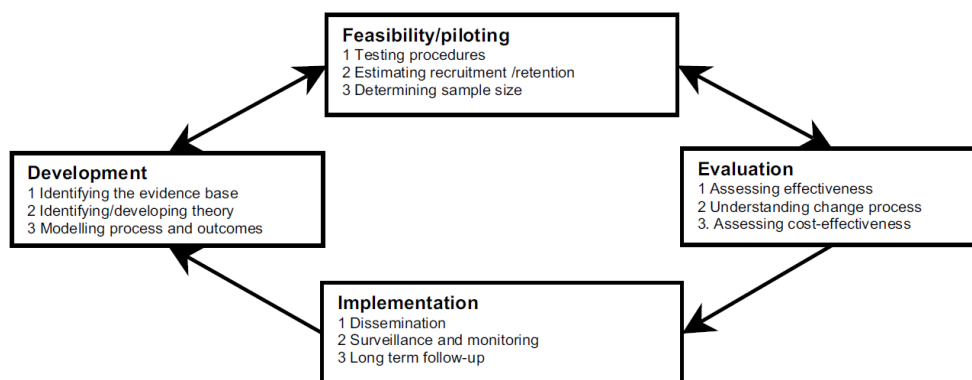 Feasibility/piloting
1 Testing procedures
2 Estimating recruitment /retention
3 Determining sample size
Development
1 Identifying the evidence base
2 Identifying/developing theory
3 Modelling process and outcomes
Evaluation
1 Assessing effectiveness
2 Understanding change process
3. Assessing cost-effectiveness
Implementation
1 Dissemination
2 Surveillance and monitoring
3 Long term follow-up